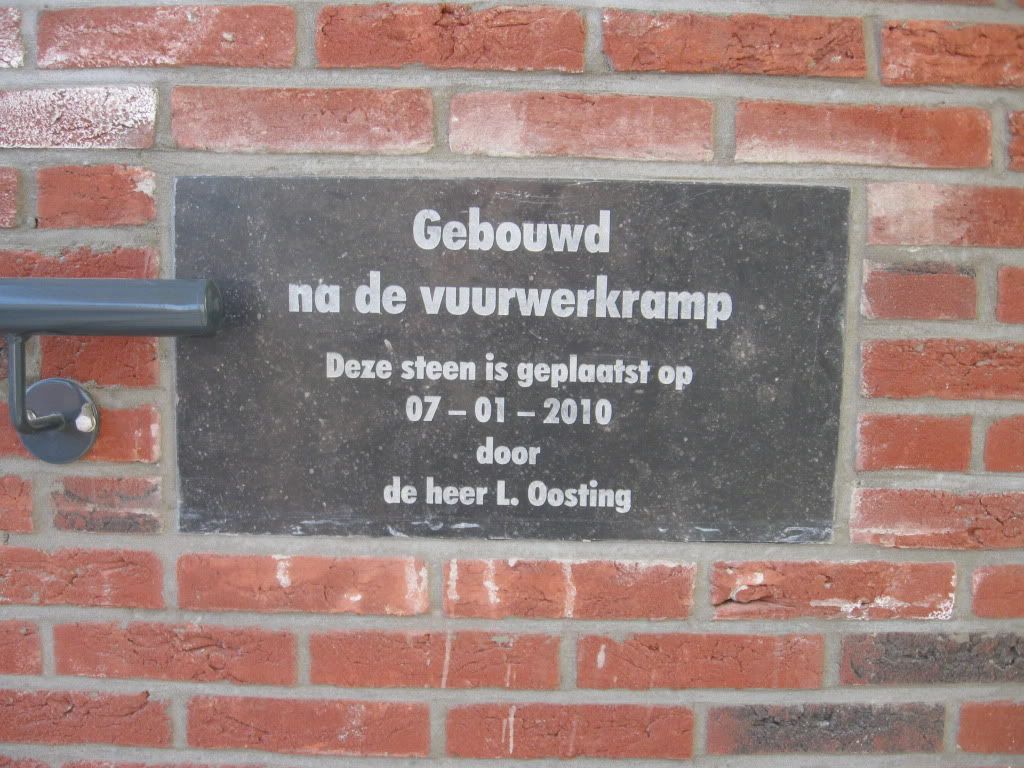 Gebouwd
na de vuurwerkramp
Deze steen is geplaatst op
07 – 01 – 2010
door
de heer L. Oosting